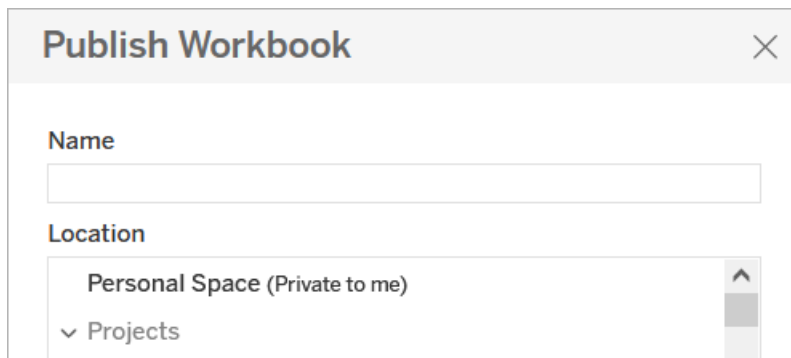 Publish Workbook
Name
Location
Personal Space (Private to me)
Projects